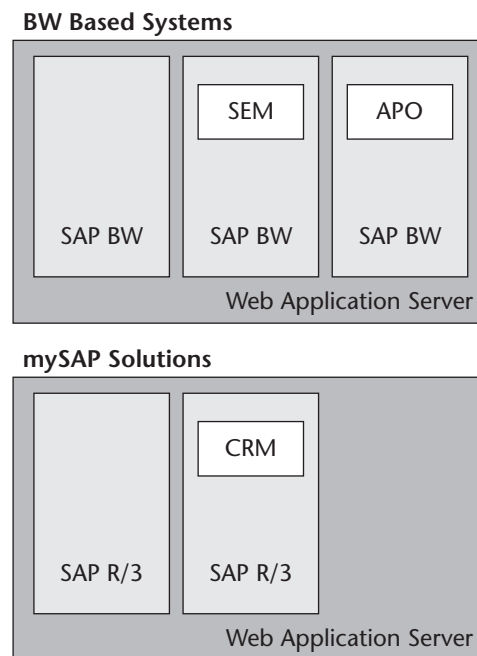 BW Based Systems
SEM
APO
SAP BW
SAP BW
SAP BW
Web Application Server
mySAP Solutions
CRM
SAP R/3
SAP R/3
Web Application Server